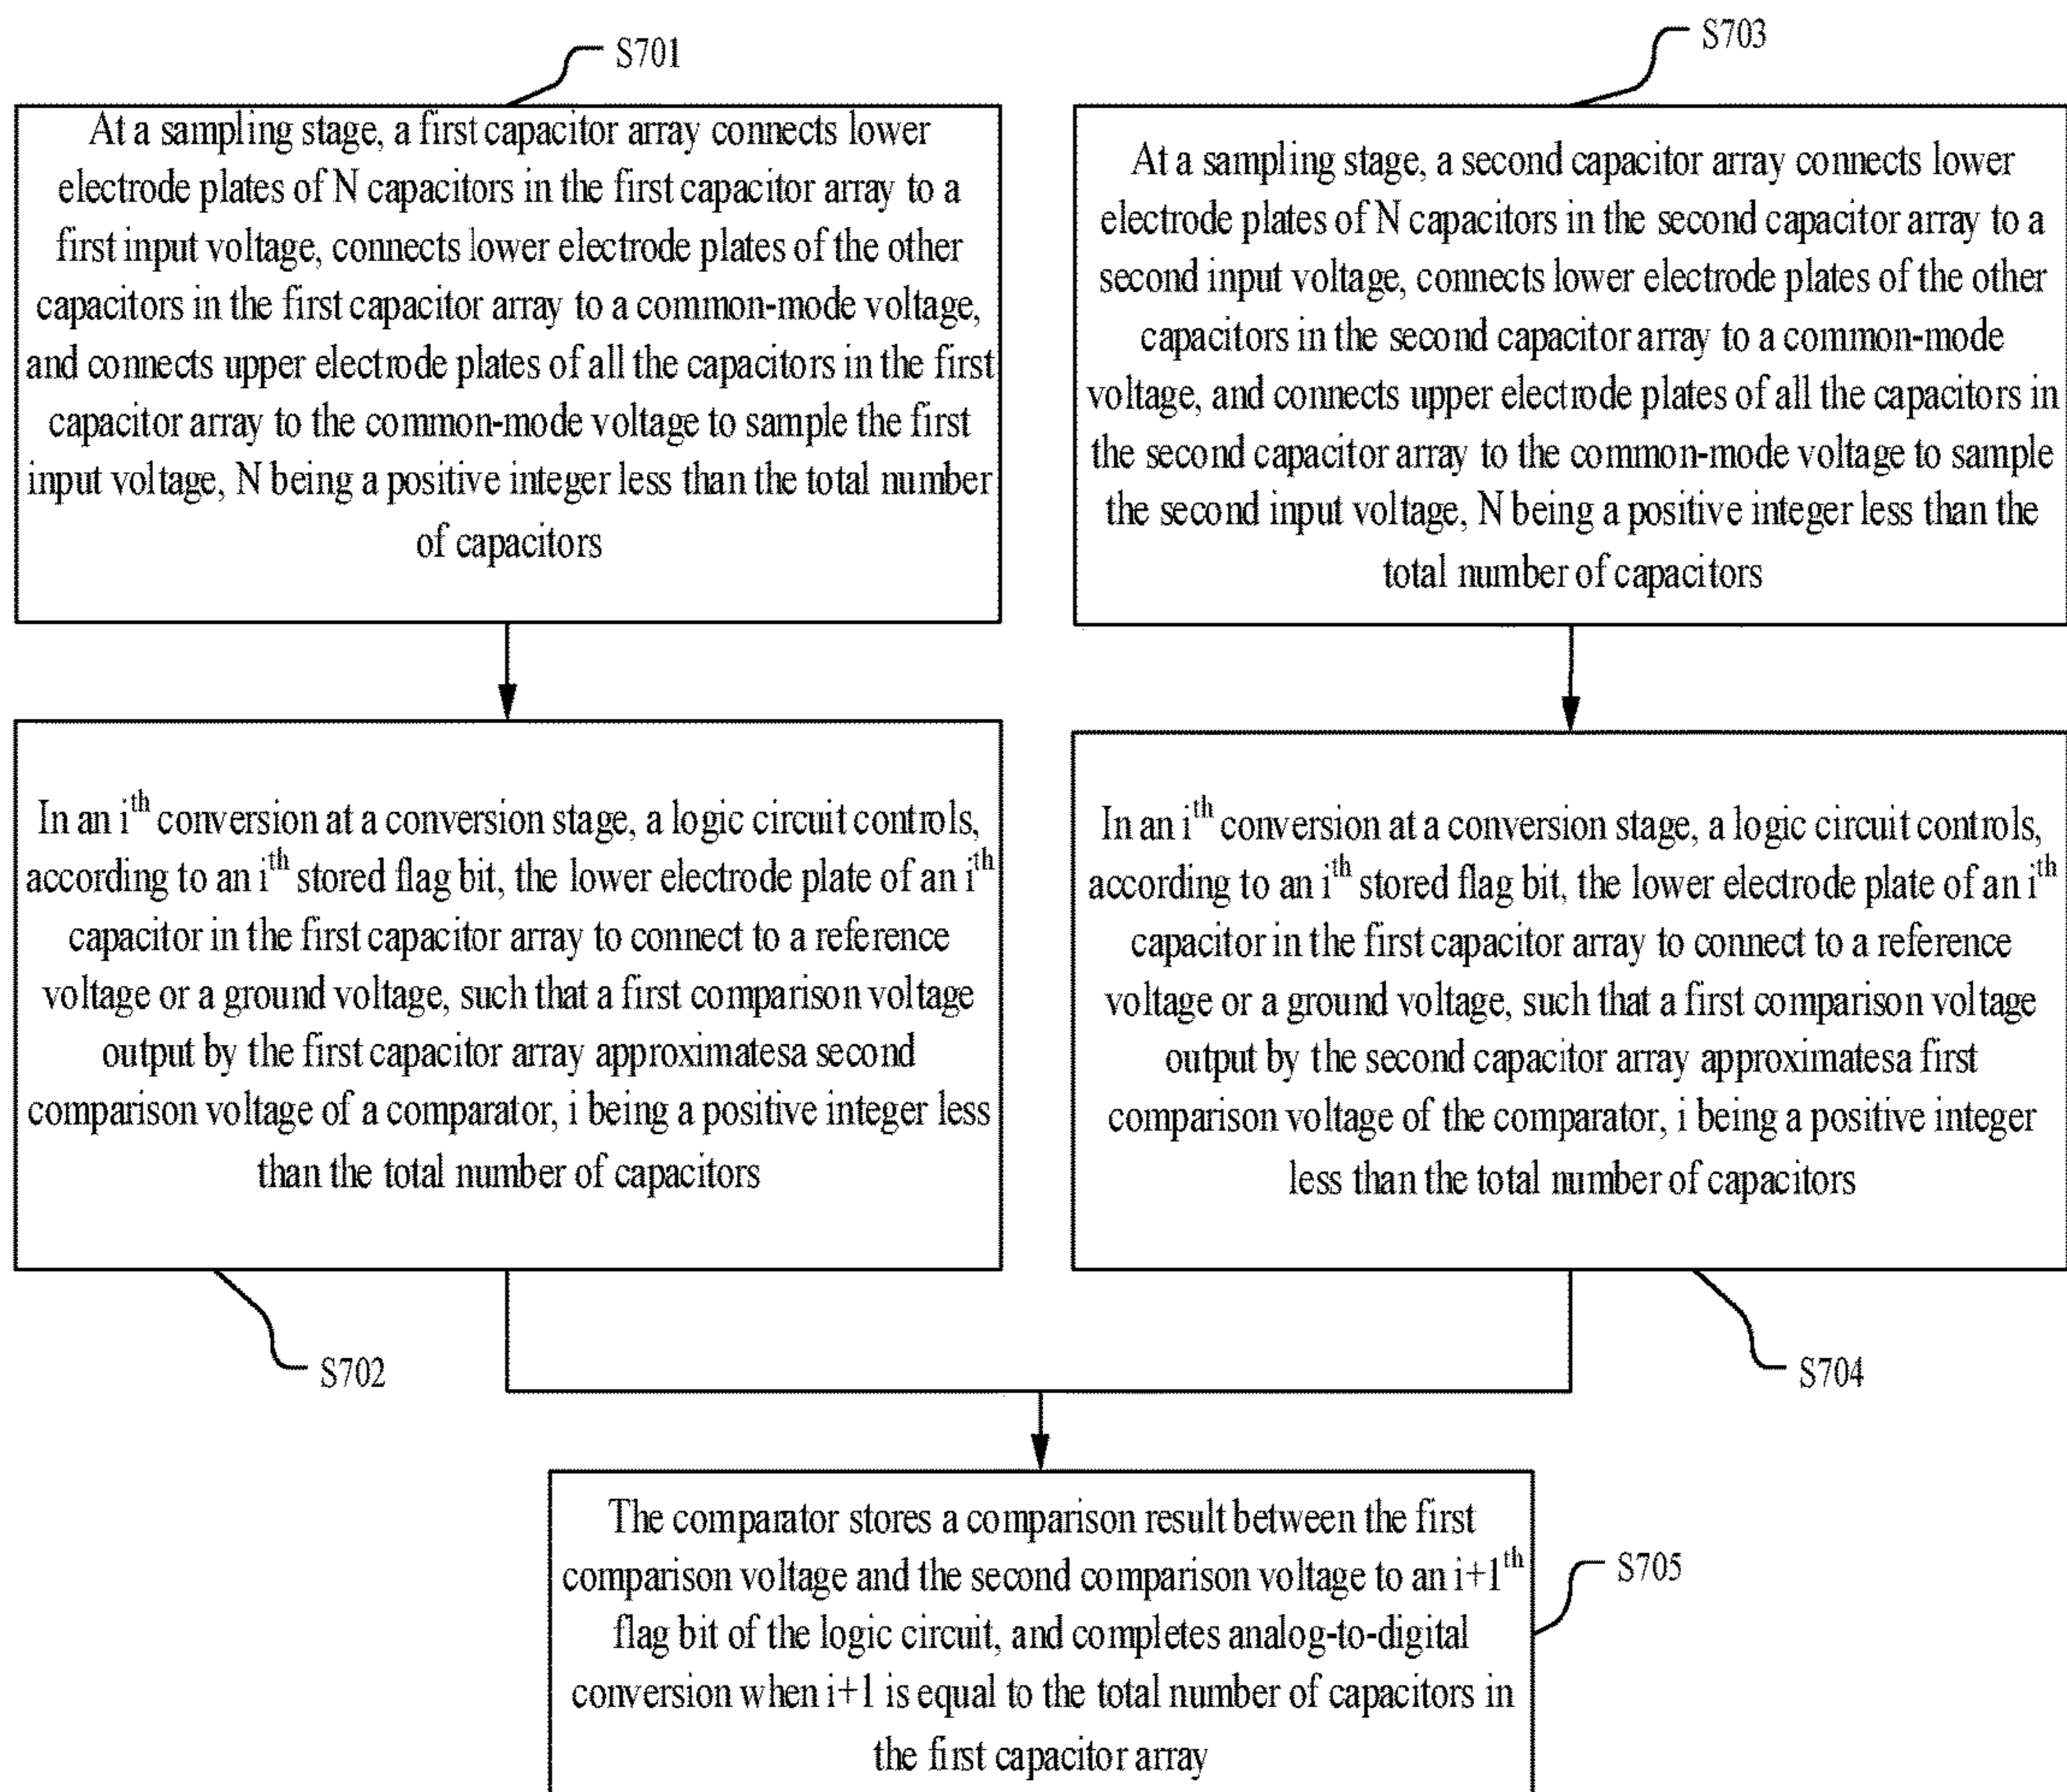 S701
At a sampling stage, a first capacitor array connects lower
electrode plates of N capacitors in the first capacitor array to a
first input voltage, connects lower electrode plates of the other
capacitors in the first capacitor array to a common-mode voltage,
and connects upper electrode plates of all the capacitors in the first
capacitor array to the common-mode voltage to sample the first
input voltage, N being a positive integer less than the total number
of capacitors
S703
At a sampling stage, a second capacitor array connects lower
electrode plates of N capacitors in the second capacitor array to a
second input voltage, connects lower electrode plates of the other
capacitors in the second capacitor array to a common-mode
voltage, and connects upper electrode plates of all the capacitors in
the second capacitor array to the common-mode voltage to sample
the second input voltage, N being a positive integer less than the
total number of capacitors
In an i^th conversion at a conversion stage, a logic circuit controls,
according to an i^th stored flag bit, the lower electrode plate of an i^th
capacitor in the first capacitor array to connect to a reference
voltage or a ground voltage, such that a first comparison voltage
output by the first capacitor array approximatesa second
comparison voltage of a comparator, i being a positive integer less
than the total number of capacitors
S702
In an i^th conversion at a conversion stage, a logic circuit controls,
according to an i^th stored flag bit, the lower electrode plate of an i^th
capacitor in the first capacitor array to connect to a reference
voltage or a ground voltage, such that a first comparison voltage
output by the second capacitor array approximatesa first
comparison voltage of the comparator, i being a positive integer
less than the total number of capacitors
S704
The comparator stores a comparison result between the first
comparison voltage and the second comparison voltage to an i+1^th
flag bit of the logic circuit, and completes analog-to-digital
conversion when i+1 is equal to the total number of capacitors in
the first capacitor array
S705